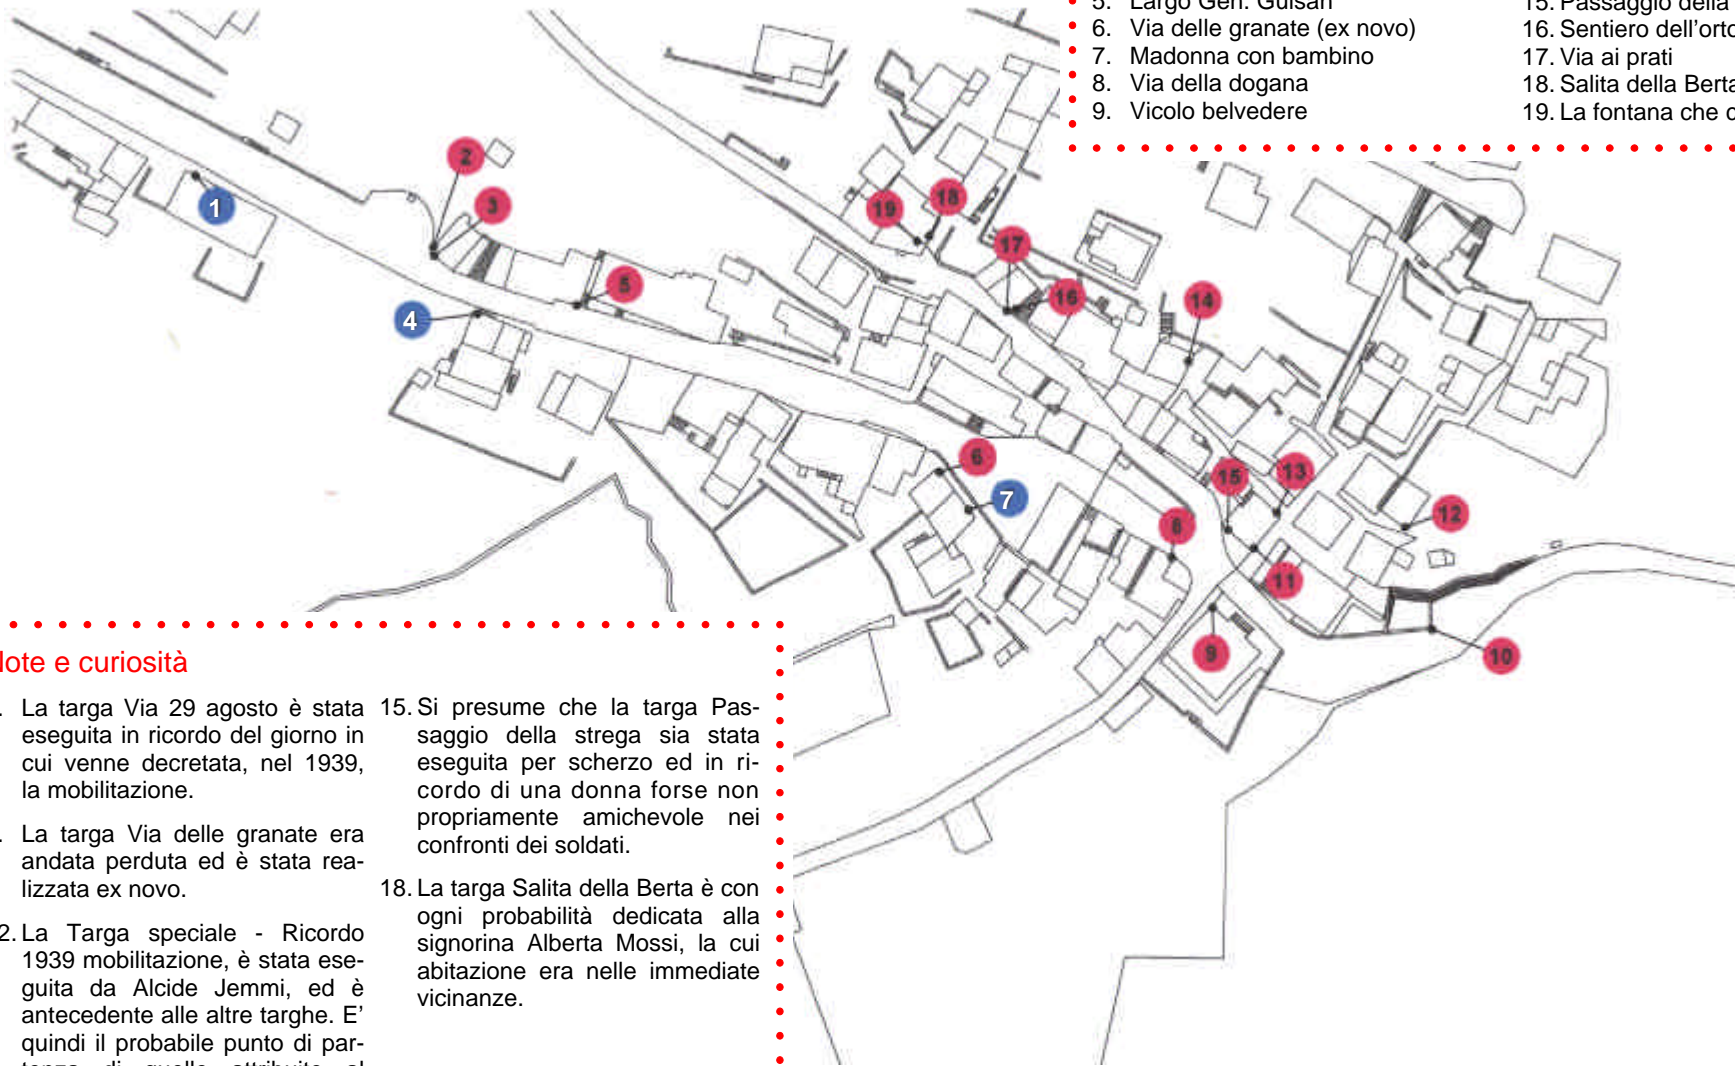 5. Largo Gen. Guisan
6. Via delle granate (ex novo)
7. Madonna con bambino
8. Via della dogana
9. Vicolo belvedere
15. Passaggio della
16. Sentiero dell'orto
17. Via ai prati
18. Salita della Berta
19. La fontana che
2
3
1
18
19
17
5
16
14
4
6
15
13
7
12
8
11
9
10
Note e curiosità
. La targa Via 29 agosto è stata
eseguita in ricordo del giorno in
cui venne decretata, nel 1939,
la mobilitazione.
. La targa Via delle granate era
andata perduta ed è stata rea-
lizzata ex novo.
2. La Targa speciale - Ricordo
1939 mobilitazione, è stata ese-
guita da Alcide Jemmi, ed è
antecedente alle altre targhe. E'
quindi il probabile punto di par-
tenza di quelle attribuite al
15. Si presume che la targa Pas-
saggio della strega sia stata
eseguita per scherzo ed in ri-
cordo di una donna forse non
propriamente amichevole nei
confronti dei soldati.
18. La targa Salita della Berta è con
ogni probabilità dedicata alla
signorina Alberta Mossi, la cui
abitazione era nelle immediate
vicinanze.